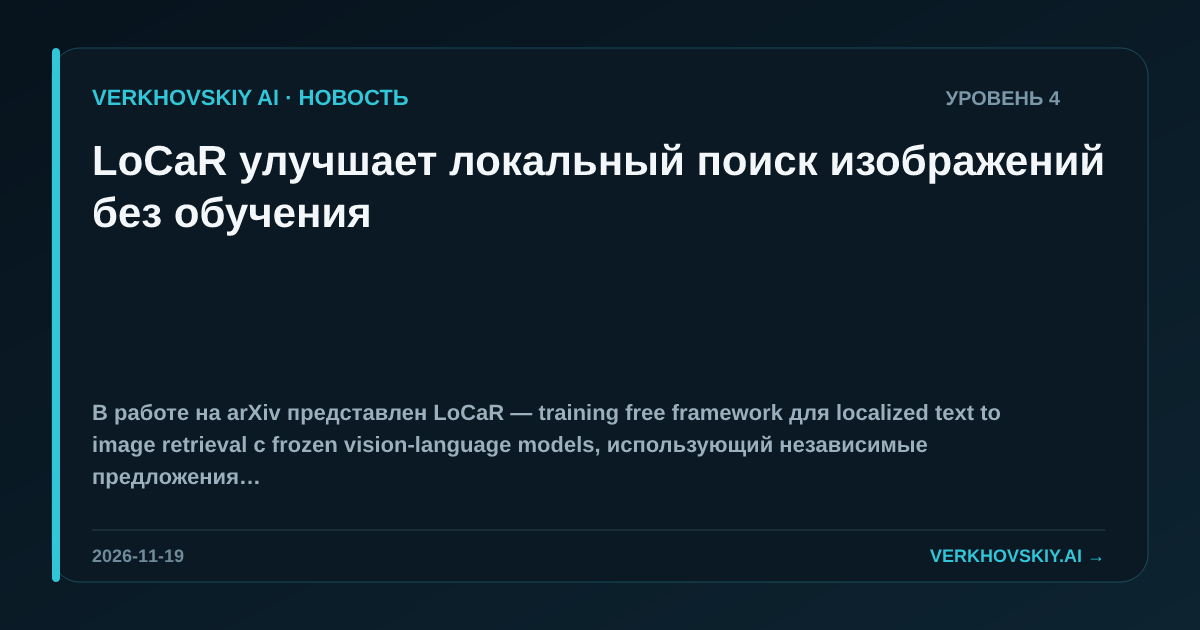 VERKHOVSKIY AI · НОВОСТЬ
УРОВЕНЬ 4
LoCaR улучшает локальный поиск изображений
без обучения
В работе на arXiv представлен LoCaR — training free framework для localized text to
image retrieval с frozen vision-language models, использующий независимые
предложения…
2026-11-19
VERKHOVSKIY.AI →